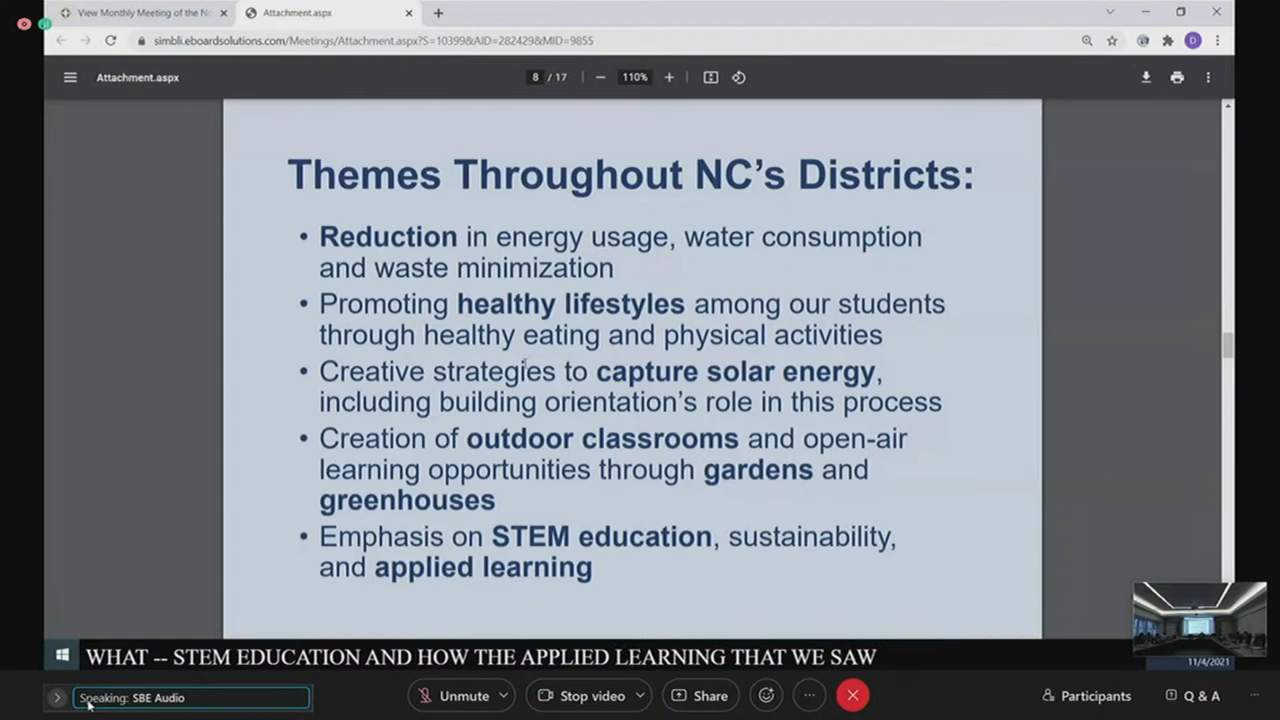 View Monthly Meeting of the No
Attachment.aspx
simbli.eboardsolutions.com/Meetings/Attachment.aspx?S=10399&AID=282429&MID=9855
D
Attachment.aspx
8 / 17
110%
Themes Throughout NC's Districts:
• Reduction in energy usage, water consumption
and waste minimization
• Promoting healthy lifestyles among our students
through healthy eating and physical activities
• Creative strategies to capture solar energy,
including building orientation's role in this process
• Creation of outdoor classrooms and open-air
learning opportunities through gardens and
greenhouses
• Emphasis on STEM education, sustainability,
and applied learning
WHAT -- STEM EDUCATION AND HOW THE APPLIED LEARNING THAT WE SAW
11/4/2021
Speaking: SBE Audio
Unmute
Stop video
Share
Participants
Q & A